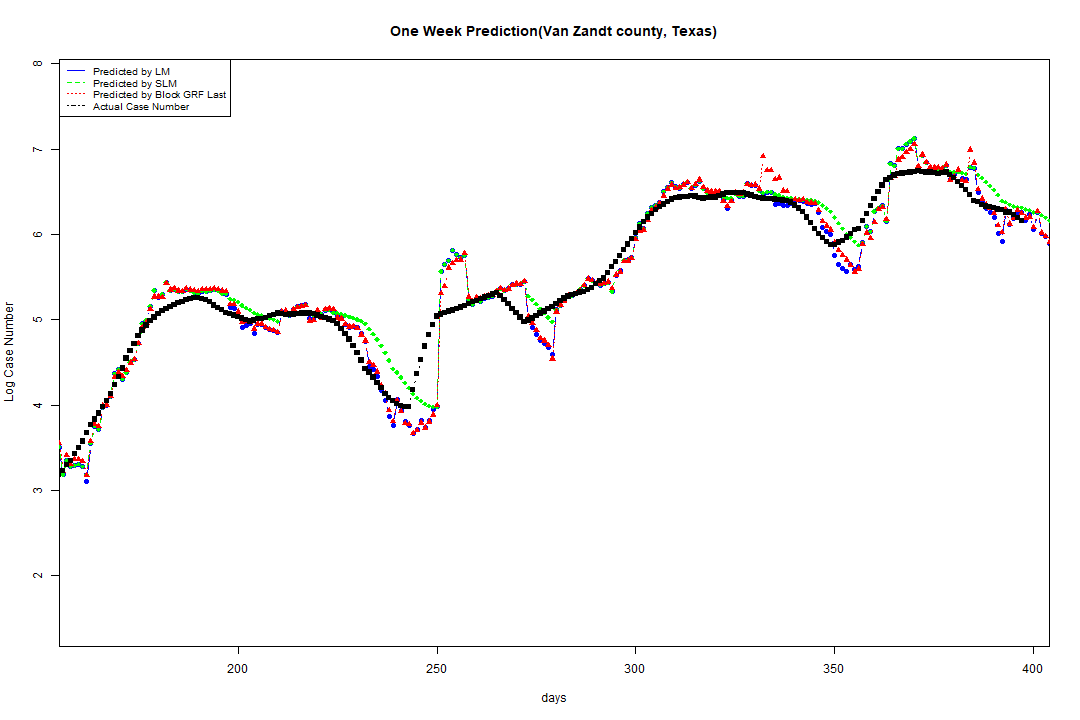 One Week Prediction(Van Zandt county, Texas)
Predicted by LM
Predicted by SLM
Predicted by Block GRF Last
Actual Case Number
8
7
6
5
4
3
2
Log Case Number
200 250 300 350 400
days